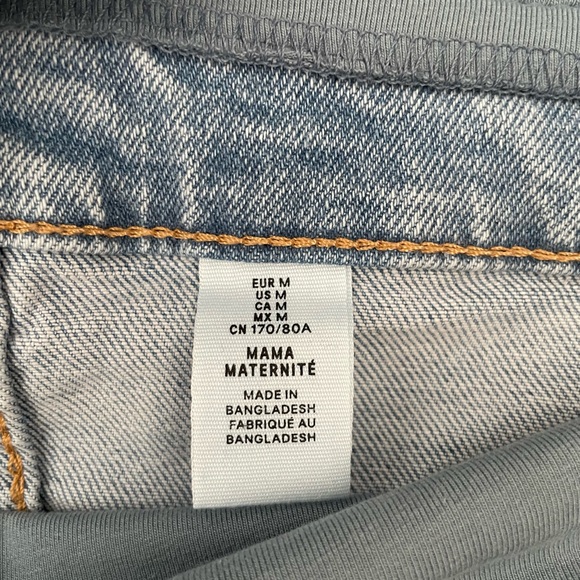 EUR M
US M
CA M
MX M
CN 170/80A
MAMA
MATERNITÉ
MADE IN
BANGLADESH
FABRIQUÉ AU
BANGLADESH